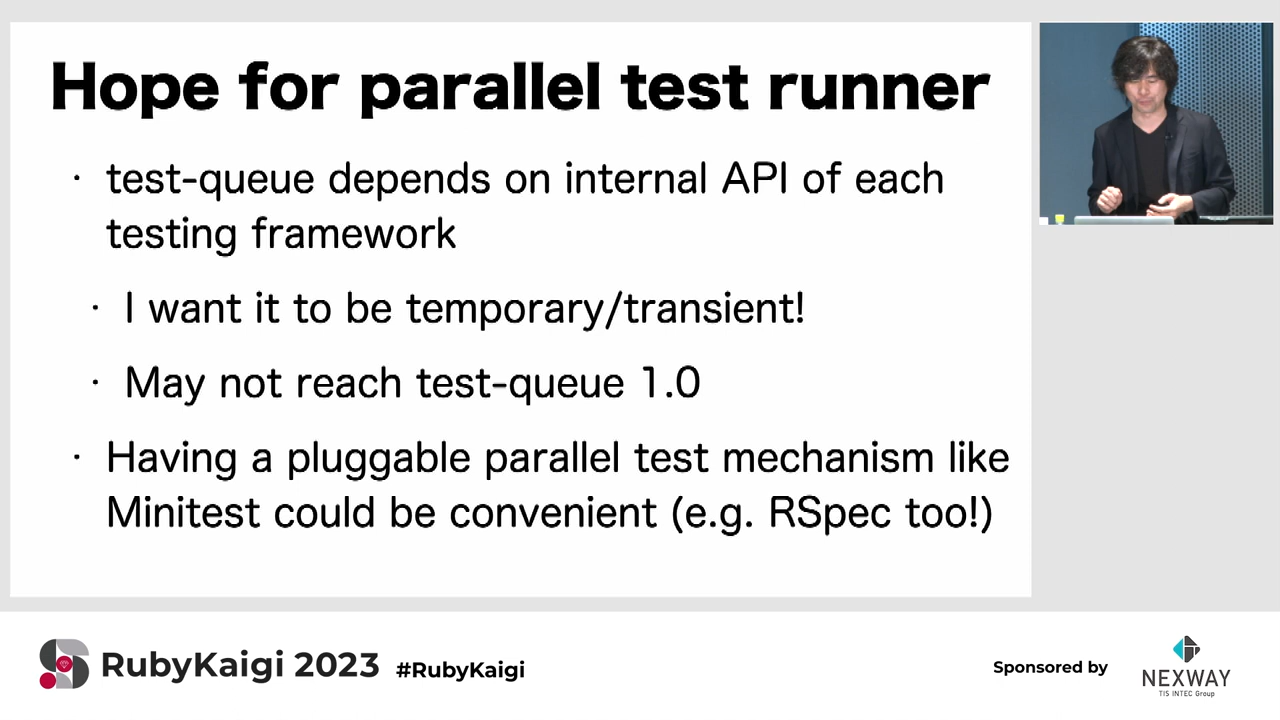 Hope for parallel test runner
・ test-queue depends on internal API of each
testing framework
・ I want it to be temporary/transient!
・ May not reach test-queue 1.0
・ Having a pluggable parallel test mechanism like
Minitest could be convenient (e.g. RSpec too!)
RubyKaigi 2023 #RubyKaigi
Sponsored by
NEXWAY
TIS INTEC Group